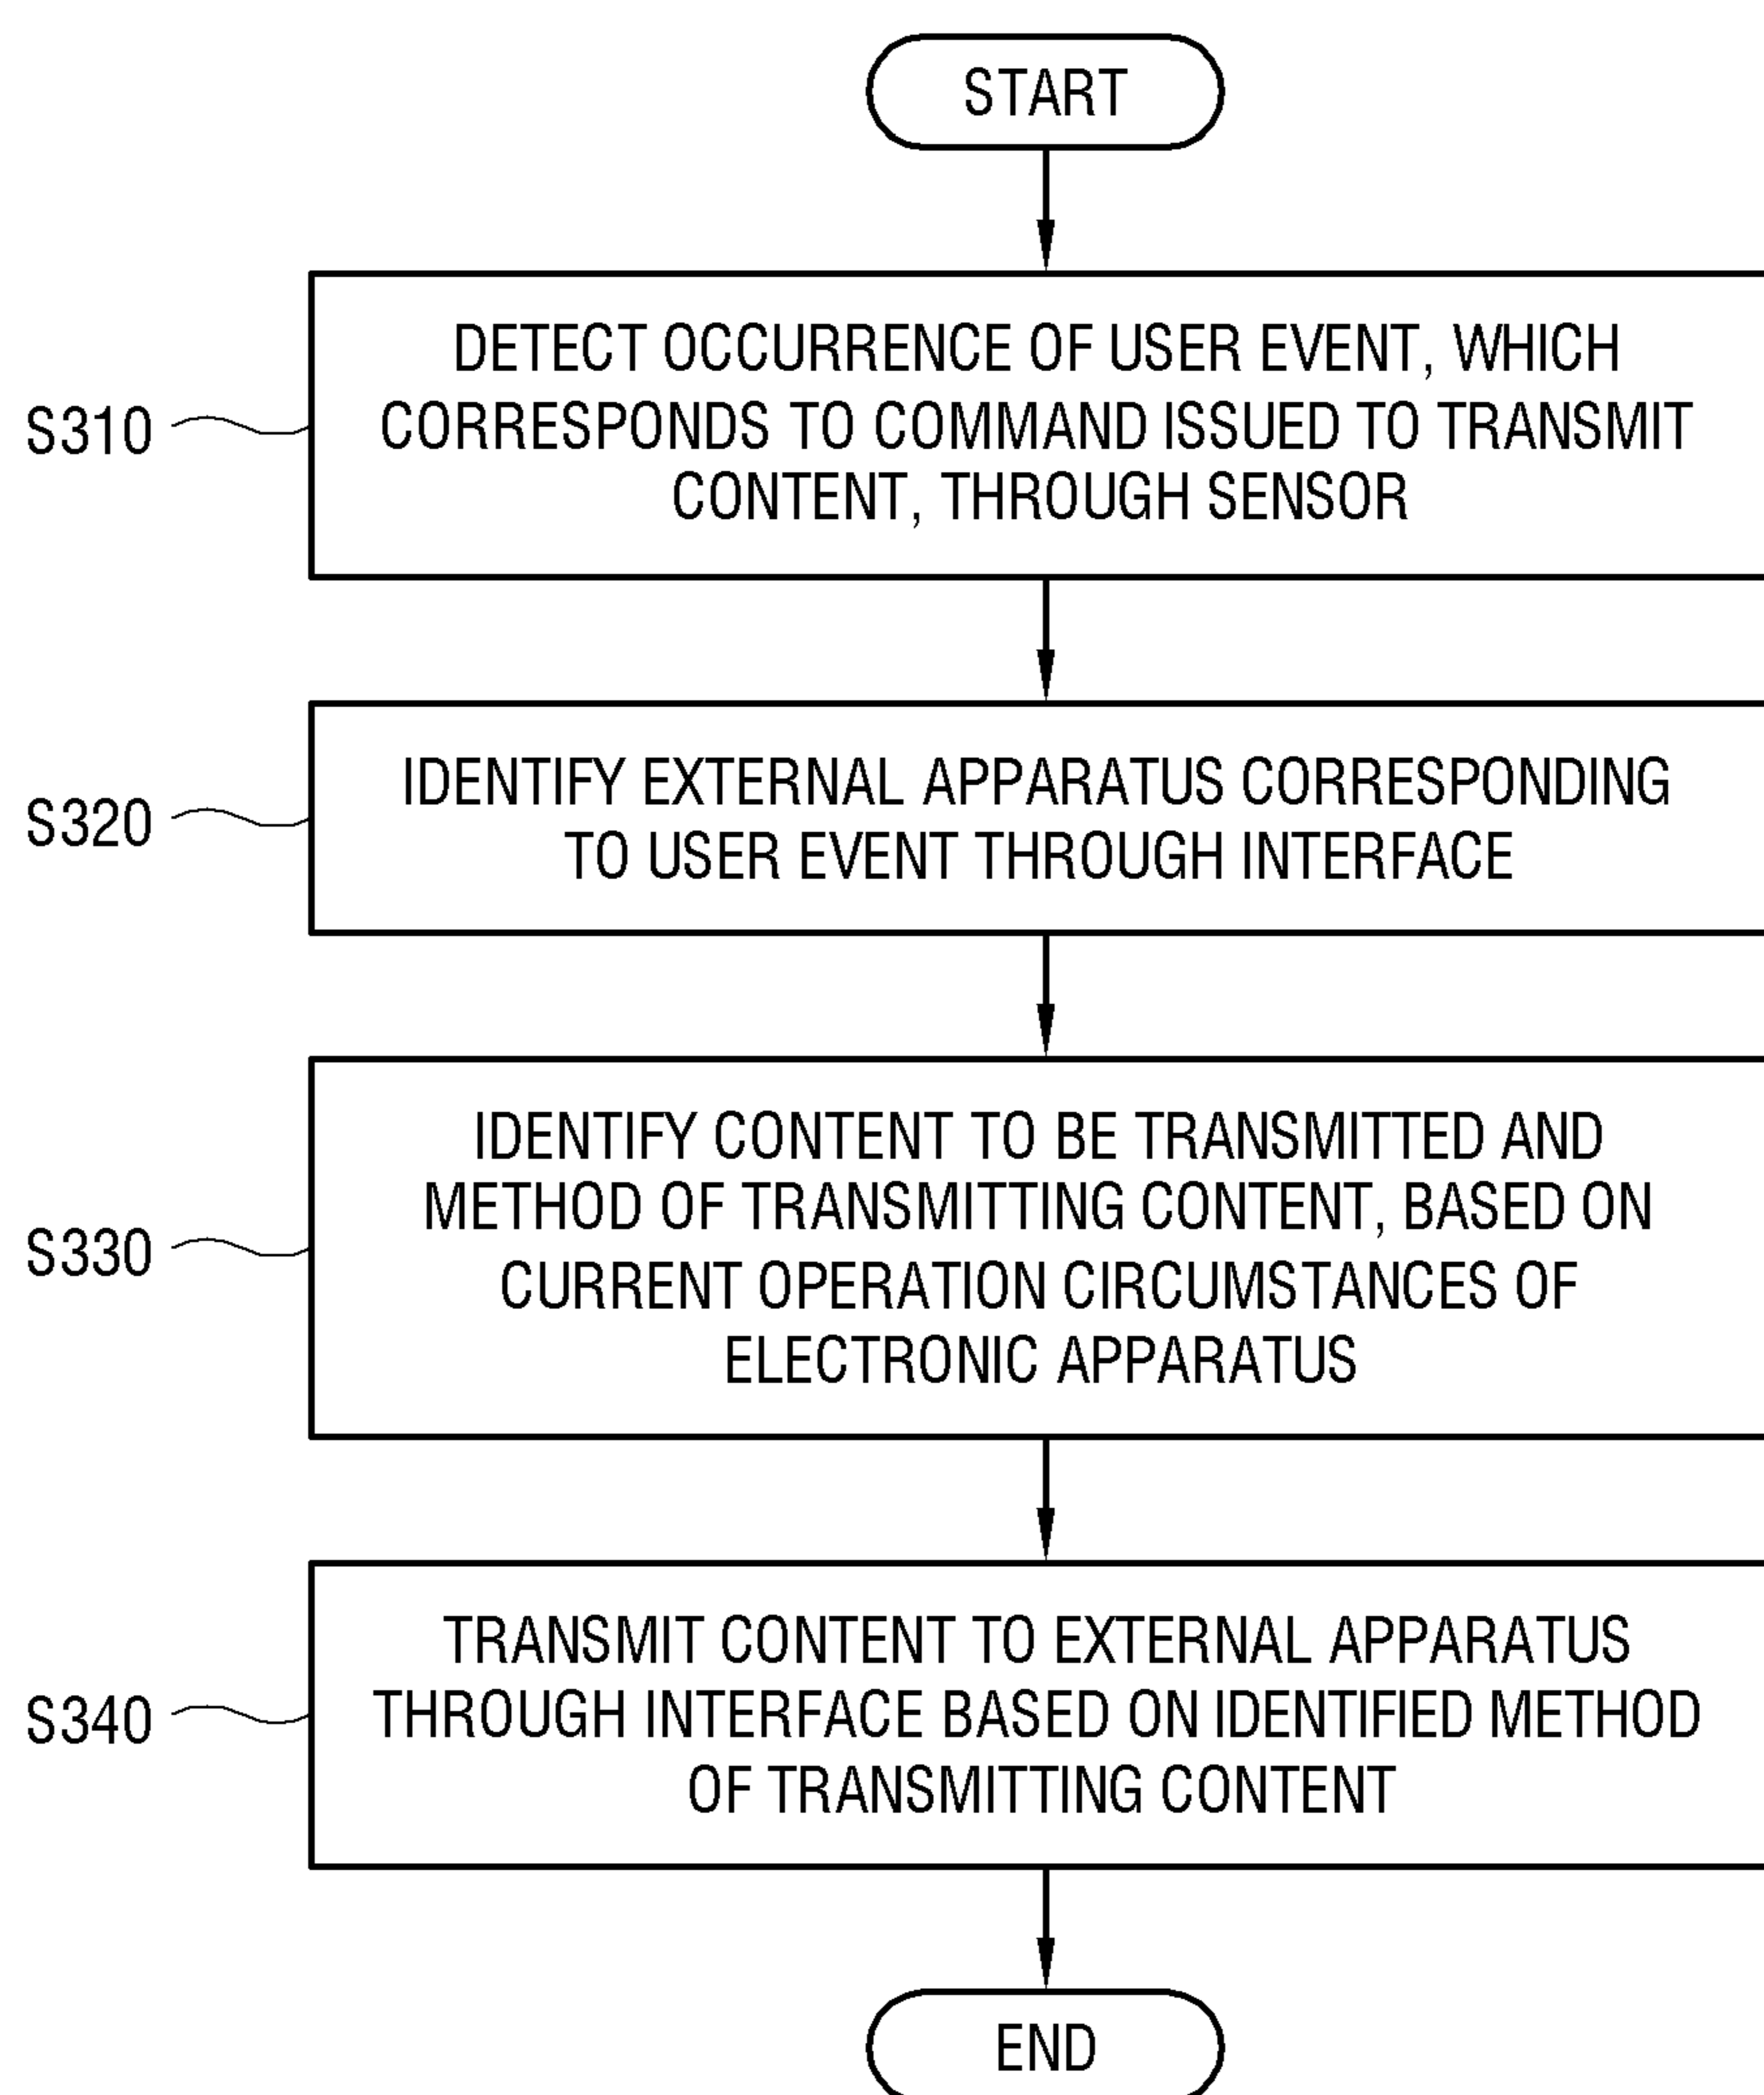 START
DETECT OCCURRENCE OF USER EVENT, WHICH
CORRESPONDS TO COMMAND ISSUED TO TRANSMIT
CONTENT, THROUGH SENSOR
S310
IDENTIFY EXTERNAL APPARATUS CORRESPONDING
TO USER EVENT THROUGH INTERFACE
S320
IDENTIFY CONTENT TO BE TRANSMITTED AND
METHOD OF TRANSMITTING CONTENT, BASED ON
CURRENT OPERATION CIRCUMSTANCES OF
ELECTRONIC APPARATUS
S330
TRANSMIT CONTENT TO EXTERNAL APPARATUS
THROUGH INTERFACE BASED ON IDENTIFIED METHOD
OF TRANSMITTING CONTENT
S340
END